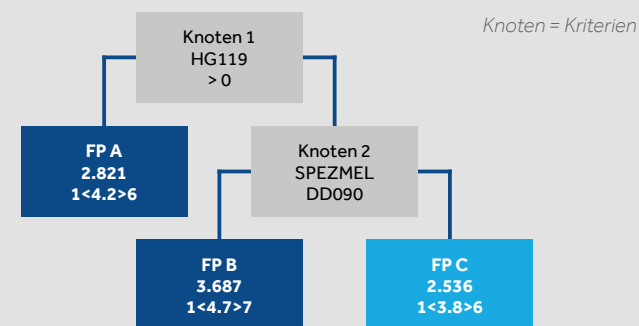 Knoten = Kriterien
Knoten 1
HG119
> 0
FP A
2.821
1<4.2>6
Knoten 2
SPEZMEL
DD090
FP B
3.687
1<4.7>7
FP C
2.536
1<3.8>6